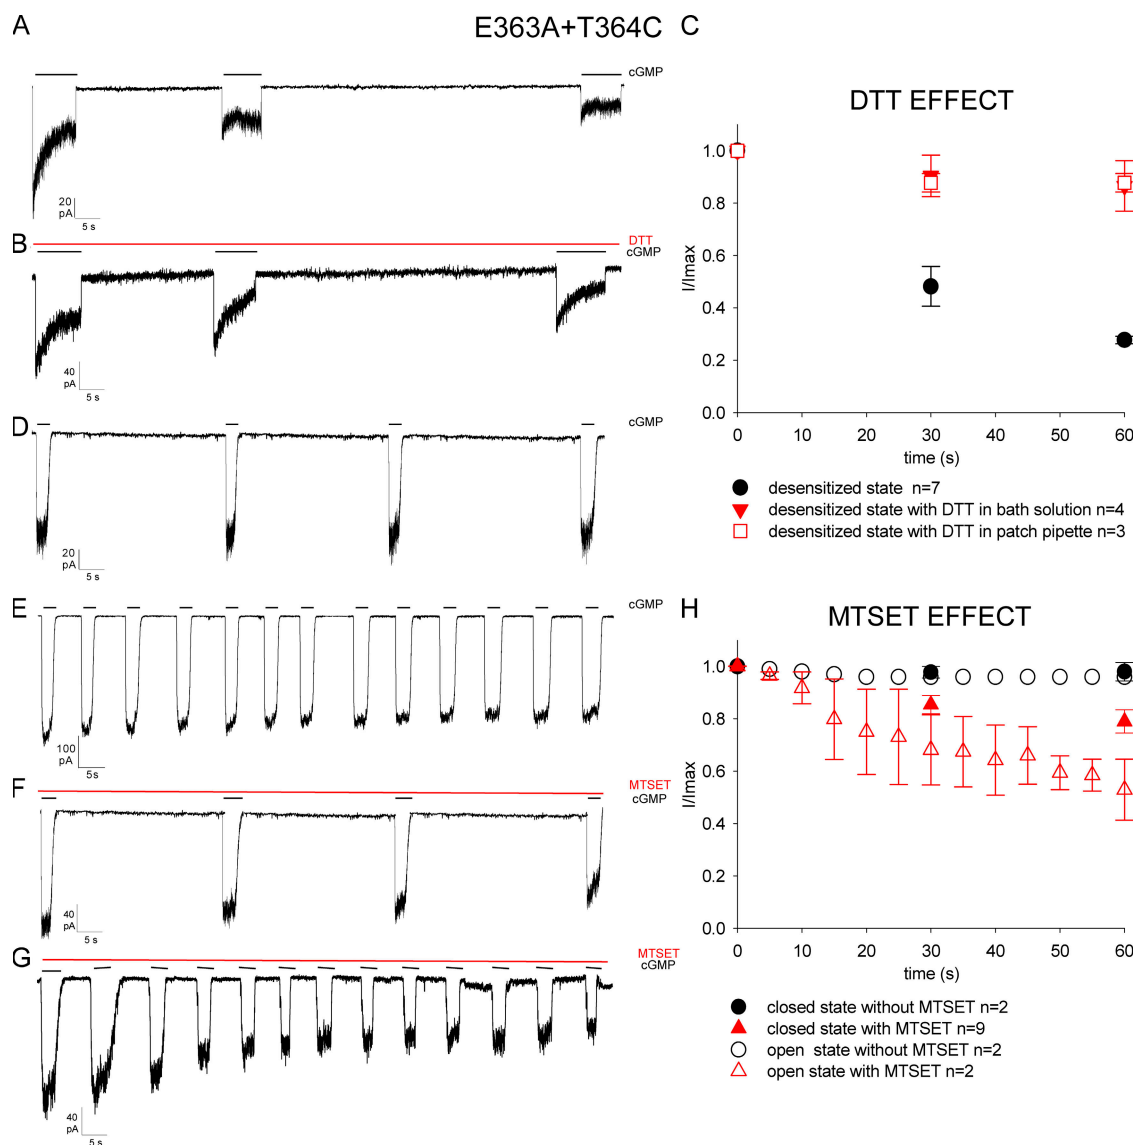 A
E363A+T364C
cGMP
20
pA
5 s
B
DTT
cGMP
40
pA
5 s
C
DTT EFFECT
I/Imax
1.0
0.8
0.6
0.4
0.2
0.0
0 10 20 30 40 50 60
time (s)
desensitized state n=7
desensitized state with DTT in bath solution n=4
desensitized state with DTT in patch pipette n=3
D
cGMP
20
pA
5 s
E
cGMP
100
pA
5s
F
MTSET
cGMP
40
pA
5 s
G
MTSET
cGMP
40
pA
5 s
H
MTSET EFFECT
I/Imax
1.0
0.8
0.6
0.4
0.2
0.0
0 10 20 30 40 50 60
time (s)
closed state without MTSET n=2
closed state with MTSET n=9
open state without MTSET n=2
open state with MTSET n=2